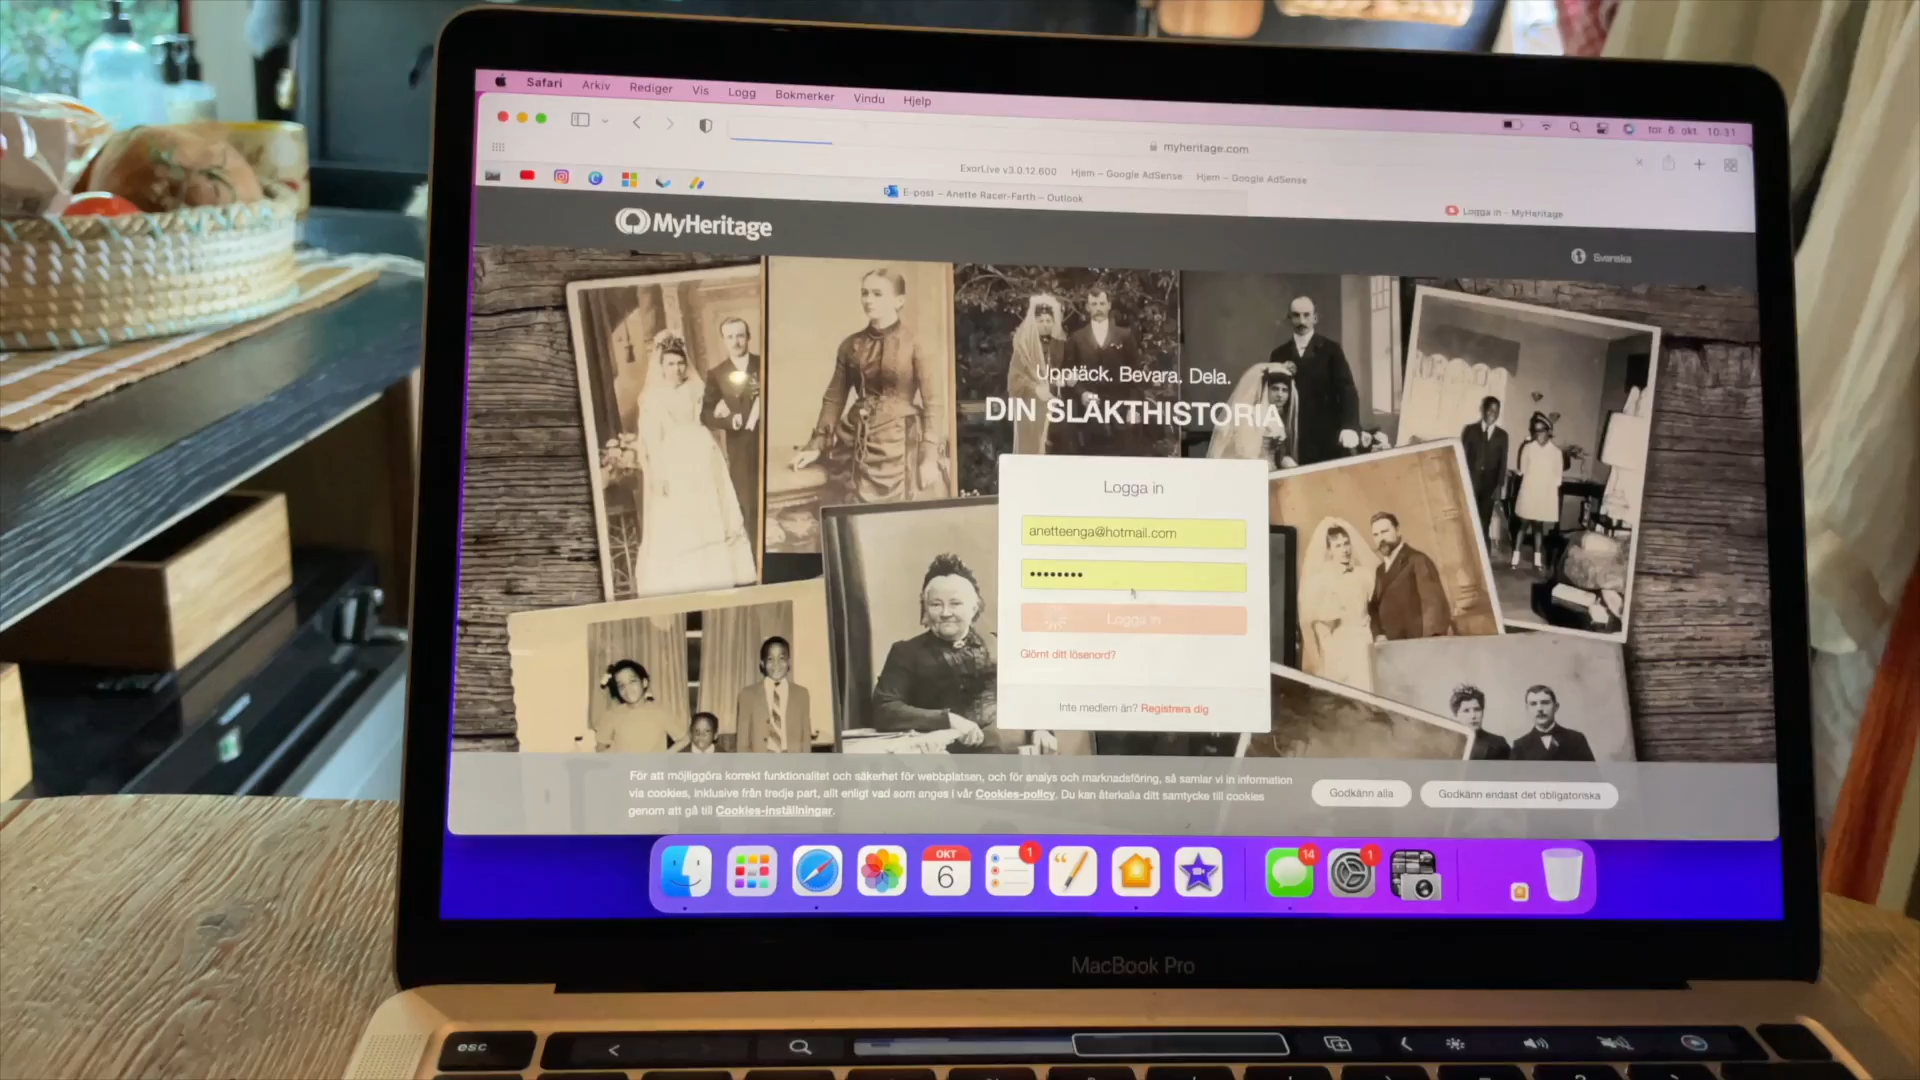 Safari Arkiv Rediger Vis Logg Bokmerker Vindu Hjelp
tor. 6. okt. 10:31
myheritage.com
ExorLive v3.0.12.600 Hjem – Google AdSense Hjem – Google AdSense
E-post – Anette Racer-Farth – Outlook
Logga in - MyHeritage
MyHeritage
Svenska
Upptäck. Bevara. Dela.
DIN SLÄKTHISTORIA
Logga in
anetteenga@hotmail.com
••••••••
Logga in
Glömt ditt lösenord?
Inte medlem än? Registrera dig
För att möjliggöra korrekt funktionalitet och säkerhet för webbplatsen, och för analys och marknadsföring, så samlar vi in information
via cookies, inklusive från tredje part, allt enligt vad som anges i vår Cookies-policy. Du kan återkalla ditt samtycke till cookies
genom att gå till Cookies-inställningar.
Godkänn alla
Godkänn endast det obligatoriska
OKT
6
1
14
1
MacBook Pro
esc